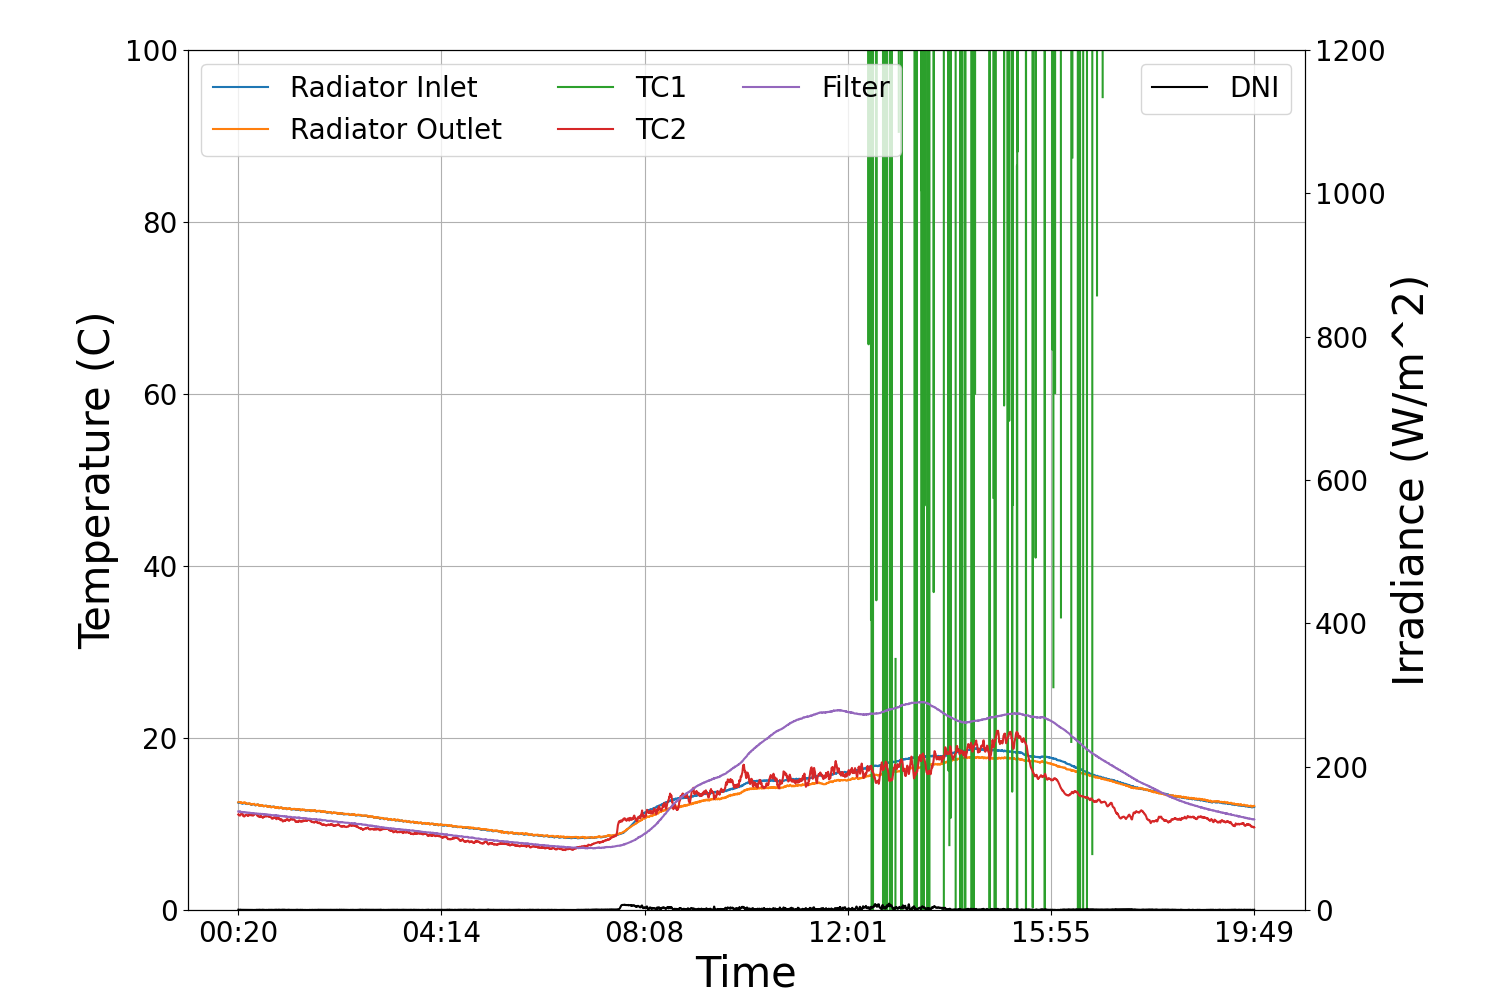 Radiator Inlet
Radiator Outlet
TC1
TC2
Filter
DNI
100
80
60
40
20
0
Temperature (C)
1200
1000
800
600
400
200
0
Irradiance (W/m^2)
00:20 04:14 08:08 12:01 15:55 19:49
Time